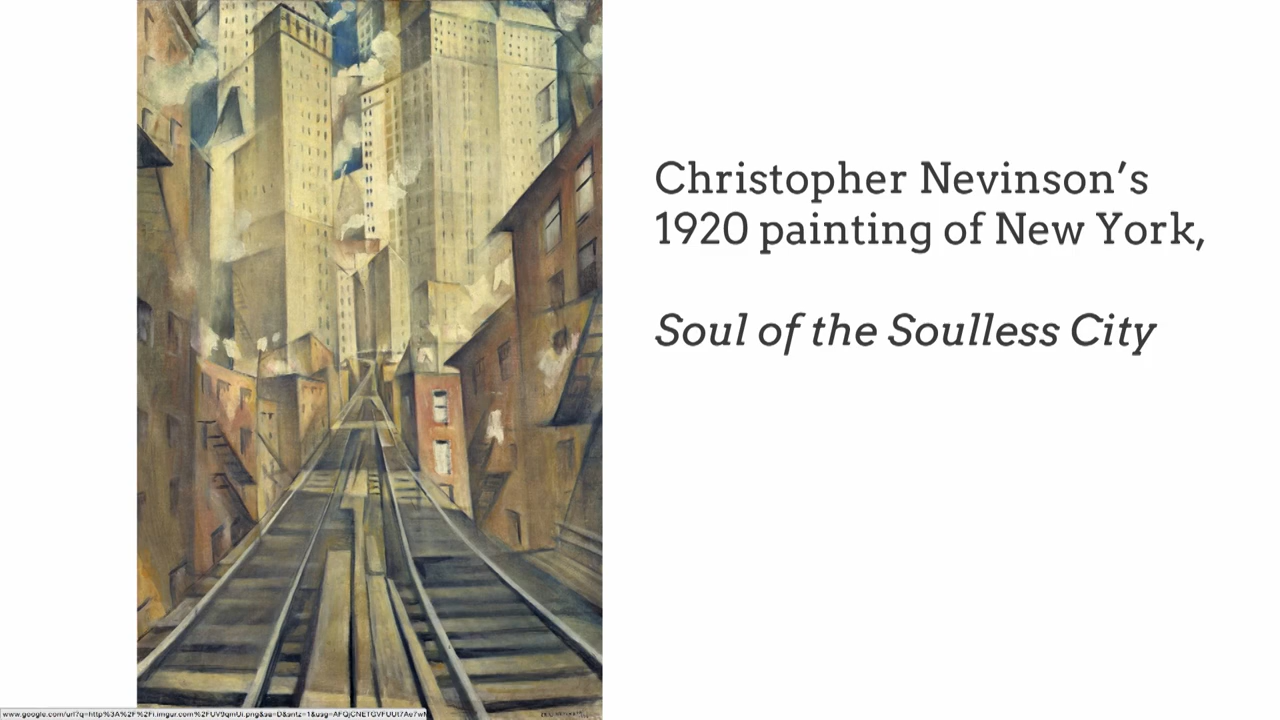 Christopher Nevinson’s
1920 painting of New York,
Soul of the Soulless City